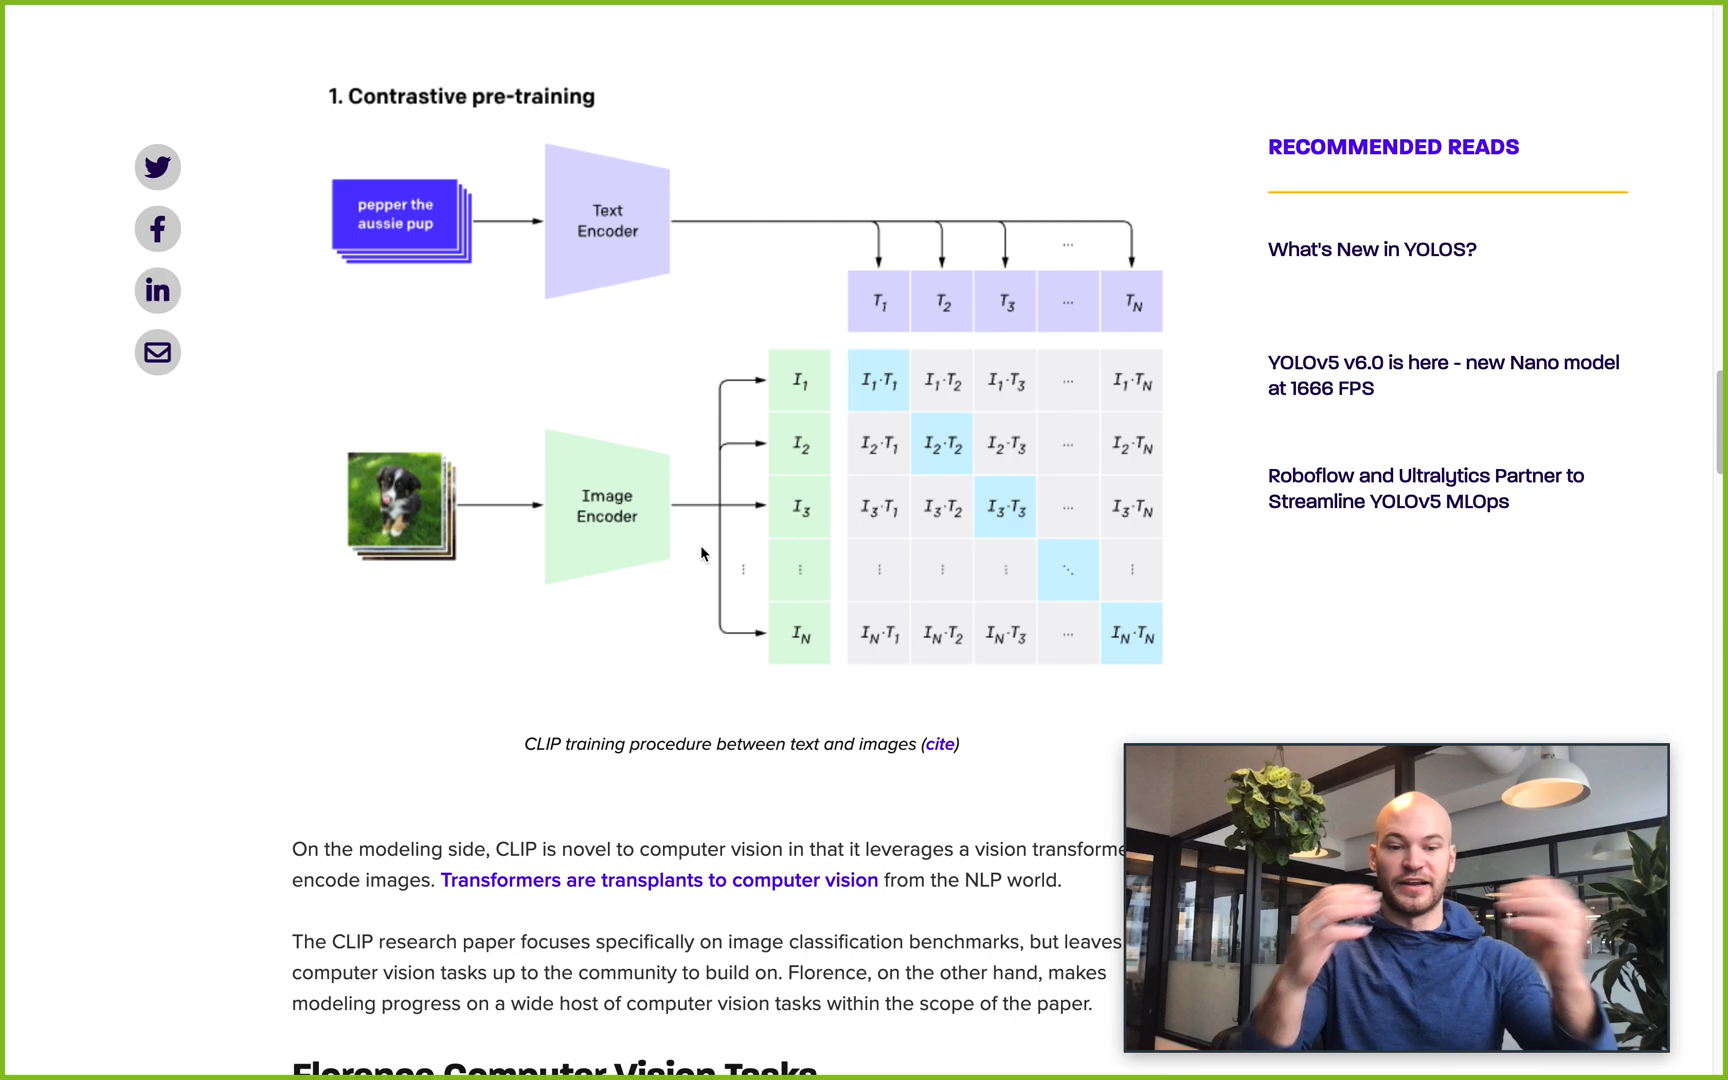 1. Contrastive pre-training
pepper the
aussie pup
Text
Encoder
...
T1 T2 T3 ... TN
I1 I1·T1 I1·T2 I1·T3 ... I1·TN
I2 I2·T1 I2·T2 I2·T3 ... I2·TN
Image
Encoder
I3 I3·T1 I3·T2 I3·T3 ... I3·TN
⋮ ⋮ ⋮ ⋮ ⋮ ⋱ ⋮
IN IN·T1 IN·T2 IN·T3 ... IN·TN
CLIP training procedure between text and images (cite)
On the modeling side, CLIP is novel to computer vision in that it leverages a vision
encode images. Transformers are transplants to computer vision from the NLP world.
The CLIP research paper focuses specifically on image classification benchmarks, but leaves
computer vision tasks up to the community to build on. Florence, on the other hand, makes
modeling progress on a wide host of computer vision tasks within the scope of the paper.
Florence Computer Vision Tasks
RECOMMENDED READS
What's New in YOLOS?
YOLOv5 v6.0 is here - new Nano model
at 1666 FPS
Roboflow and Ultralytics Partner to
Streamline YOLOv5 MLOps